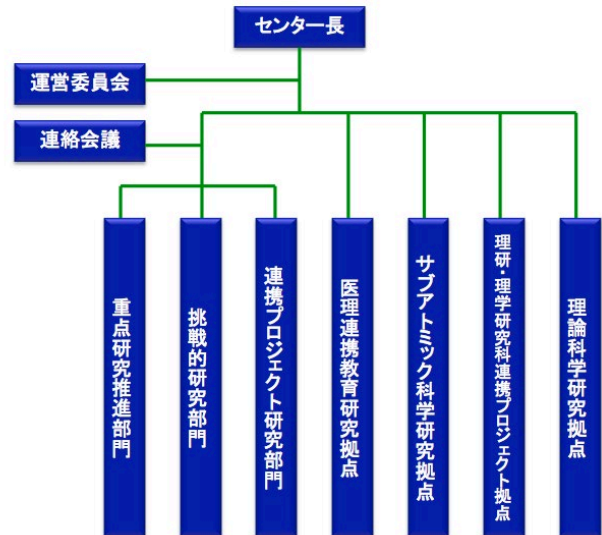 センター長
運営委員会
連絡会議
重点研究推進部門
挑戦的研究部門
連携プロジェクト研究部門
医理連携教育研究拠点
サブアトミック科学研究拠点
理研・理学研究科連携プロジェクト拠点
理論科学研究拠点